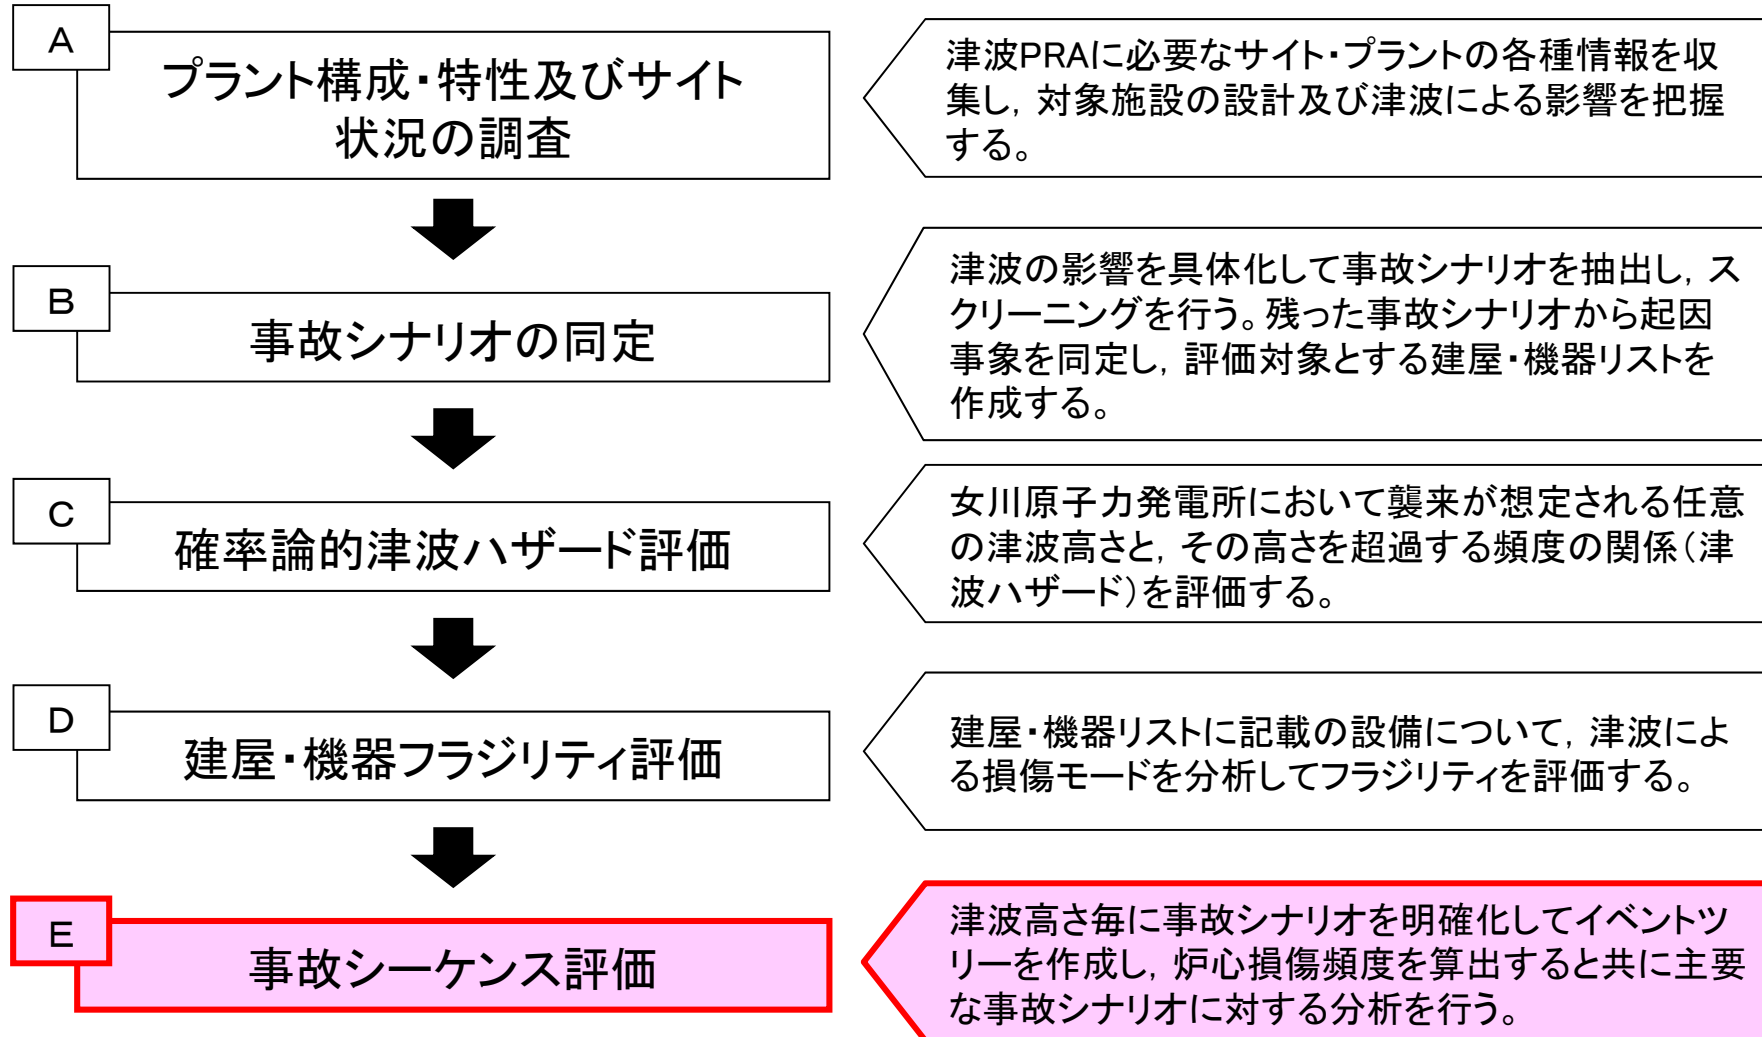 A
プラント構成・特性及びサイト
状況の調査
津波PRAに必要なサイト・プラントの各種情報を収
集し，対象施設の設計及び津波による影響を把握
する。
B
事故シナリオの同定
津波の影響を具体化して事故シナリオを抽出し，ス
クリーニングを行う。残った事故シナリオから起因
事象を同定し，評価対象とする建屋・機器リストを
作成する。
C
確率論的津波ハザード評価
女川原子力発電所において襲来が想定される任意
の津波高さと，その高さを超過する頻度の関係（津
波ハザード）を評価する。
D
建屋・機器フラジリティ評価
建屋・機器リストに記載の設備について，津波によ
る損傷モードを分析してフラジリティを評価する。
E
事故シーケンス評価
津波高さ毎に事故シナリオを明確化してイベントツ
リーを作成し，炉心損傷頻度を算出すると共に主要
な事故シナリオに対する分析を行う。